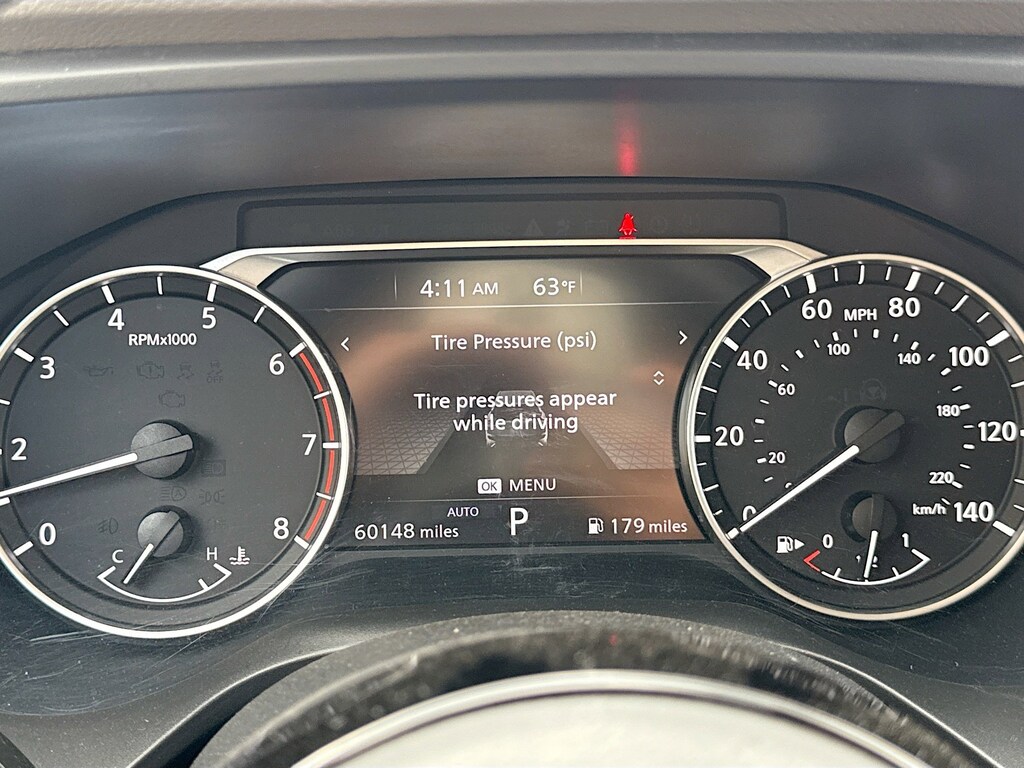 4:11 AM 63°F
Tire Pressure (psi)
Tire pressures appear
while driving
OK MENU
AUTO
60148 miles P 179 miles
0
2
3
4
5
6
7
8
RPMx1000
C H
0
20
40
60
80
100
120
140
MPH
20
60
100
140
180
220
km/h
0 1